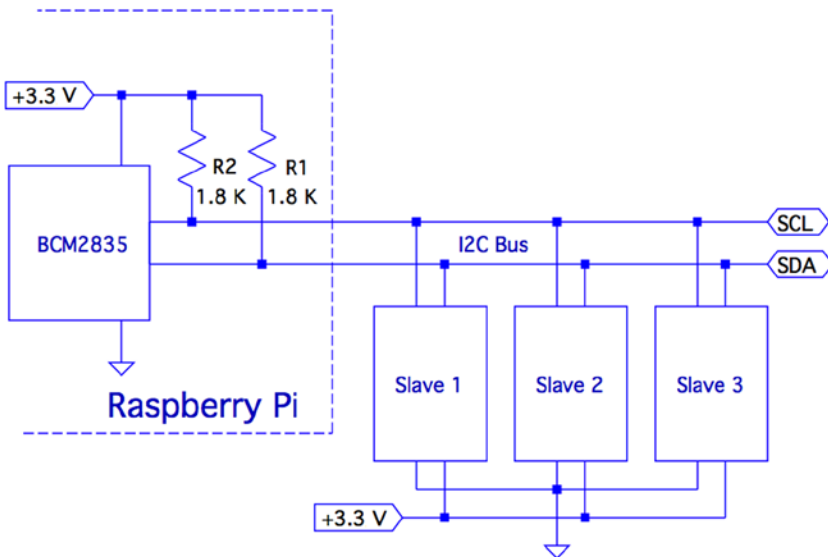 +3.3 V
R2
R1
1.8 K
1.8 K
BCM2835
SCL
I2C Bus
SDA
Slave 1
Slave 2
Slave 3
Raspberry Pi
+3.3 V